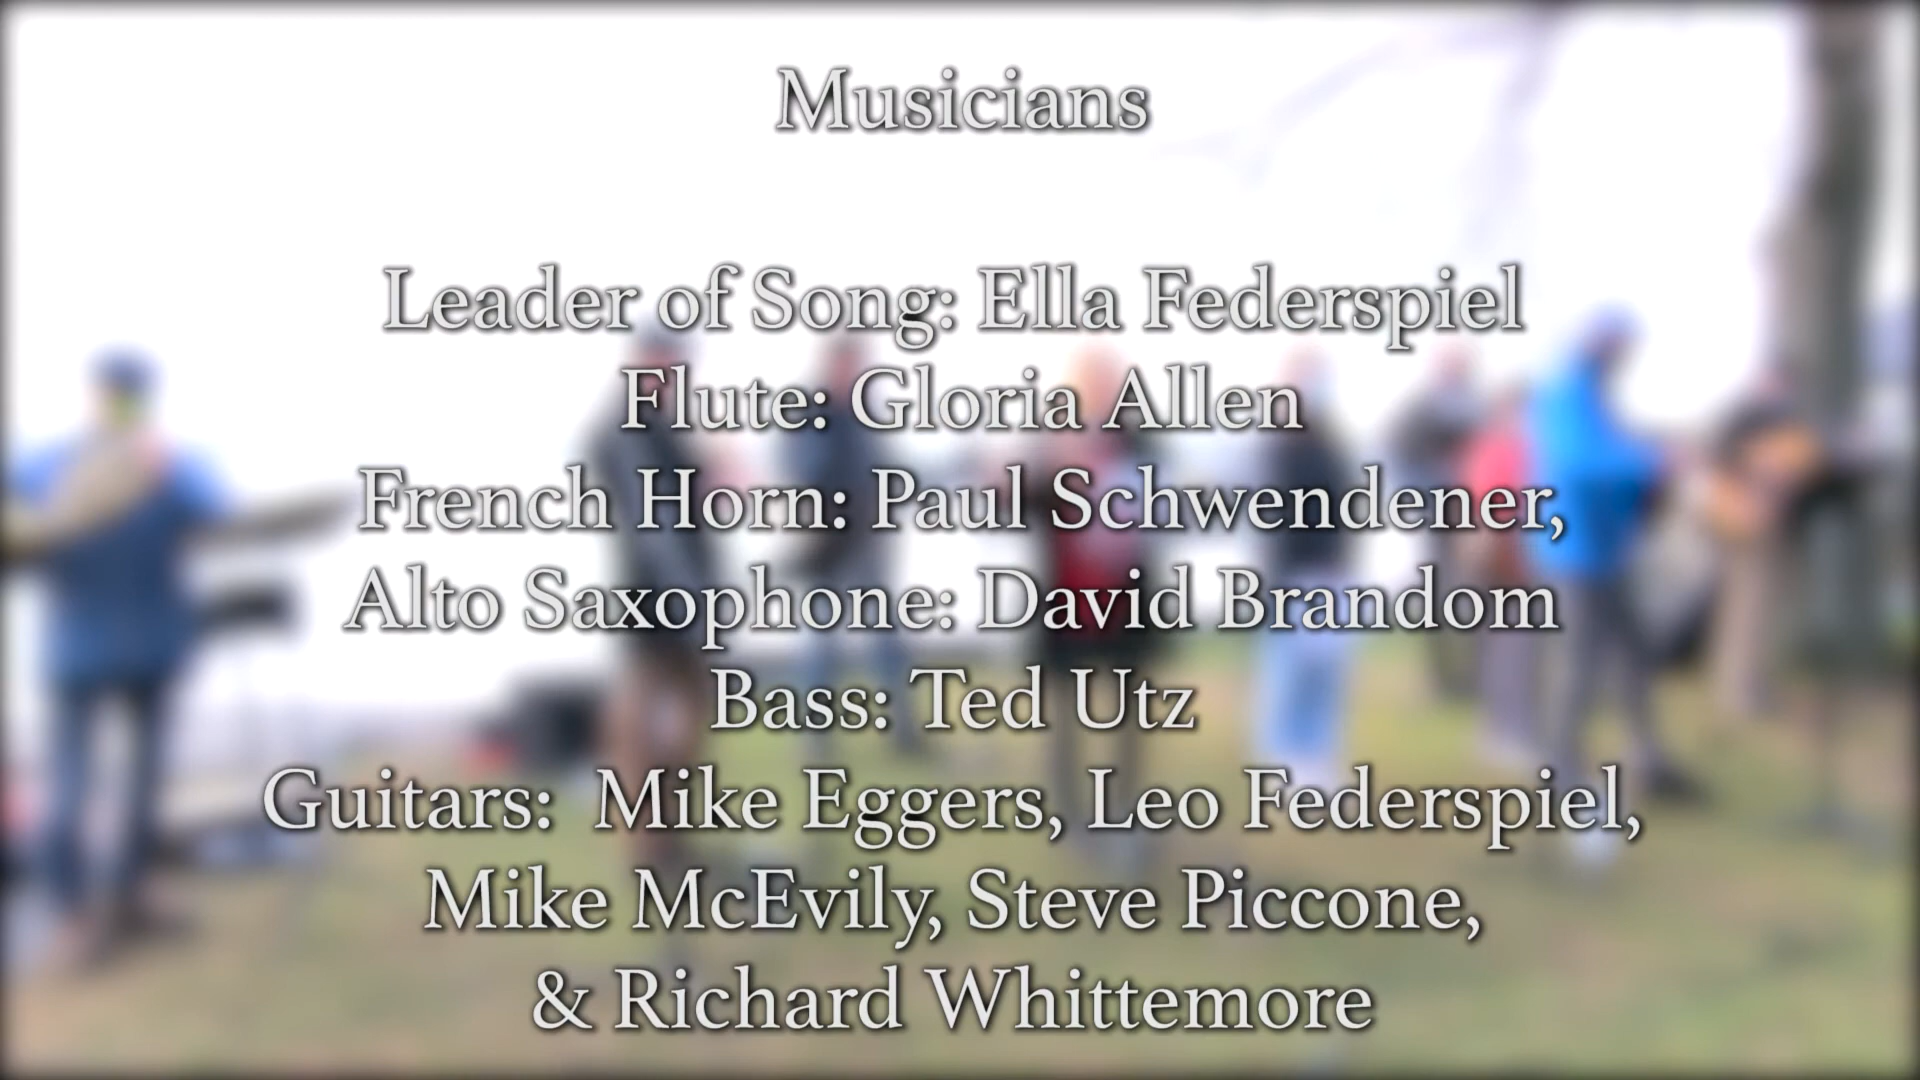 Musicians
Leader of Song: Ella Federspiel
Flute: Gloria Allen
French Horn: Paul Schwendener,
Alto Saxophone: David Brandom
Bass: Ted Utz
Guitars:  Mike Eggers, Leo Federspiel,
Mike McEvily, Steve Piccone,
& Richard Whittemore